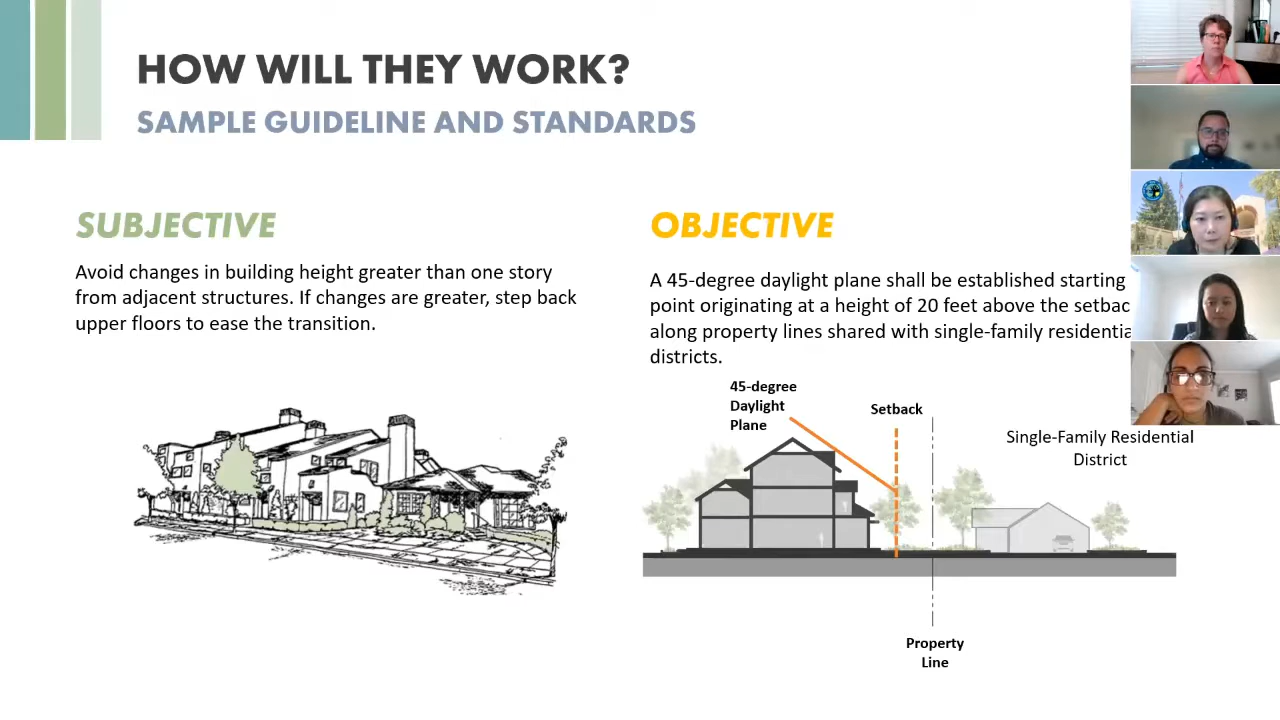 HOW WILL THEY WORK?
SAMPLE GUIDELINE AND STANDARDS
SUBJECTIVE
Avoid changes in building height greater than one story
from adjacent structures. If changes are greater, step back
upper floors to ease the transition.
OBJECTIVE
A 45-degree daylight plane shall be established starting
point originating at a height of 20 feet above the setbac
along property lines shared with single-family residentia
districts.
45-degree
Daylight
Plane
Setback
Single-Family Residential
District
Property
Line